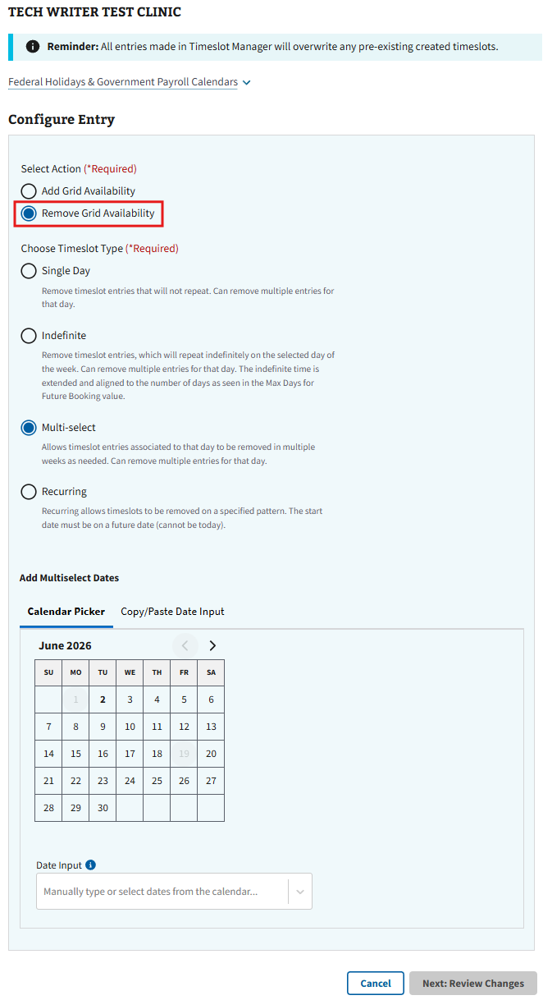 TECH WRITER TEST CLINIC
Reminder: All entries made in Timeslot Manager will overwrite any pre-existing created timeslots.
Federal Holidays & Government Payroll Calendars
Configure Entry
Select Action (*Required)
Add Grid Availability
Remove Grid Availability
Choose Timeslot Type (*Required)
Single Day
Remove timeslot entries that will not repeat. Can remove multiple entries for
that day.
Indefinite
Remove timeslot entries, which will repeat indefinitely on the selected day of
the week. Can remove multiple entries for that day. The indefinite time is
extended and aligned to the number of days as seen in the Max Days for
Future Booking value.
Multi-select
Allows timeslot entries associated to that day to be removed in multiple
weeks as needed. Can remove multiple entries for that day.
Recurring
Recurring allows timeslots to be removed on a specified pattern. The start
date must be on a future date (cannot be today).
Add Multiselect Dates
Calendar Picker Copy/Paste Date Input
June 2026
SU MO TU WE TH FR SA
1 2 3 4 5 6
7 8 9 10 11 12 13
14 15 16 17 18 19 20
21 22 23 24 25 26 27
28 29 30
Date Input
Manually type or select dates from the calendar...
Cancel Next: Review Changes